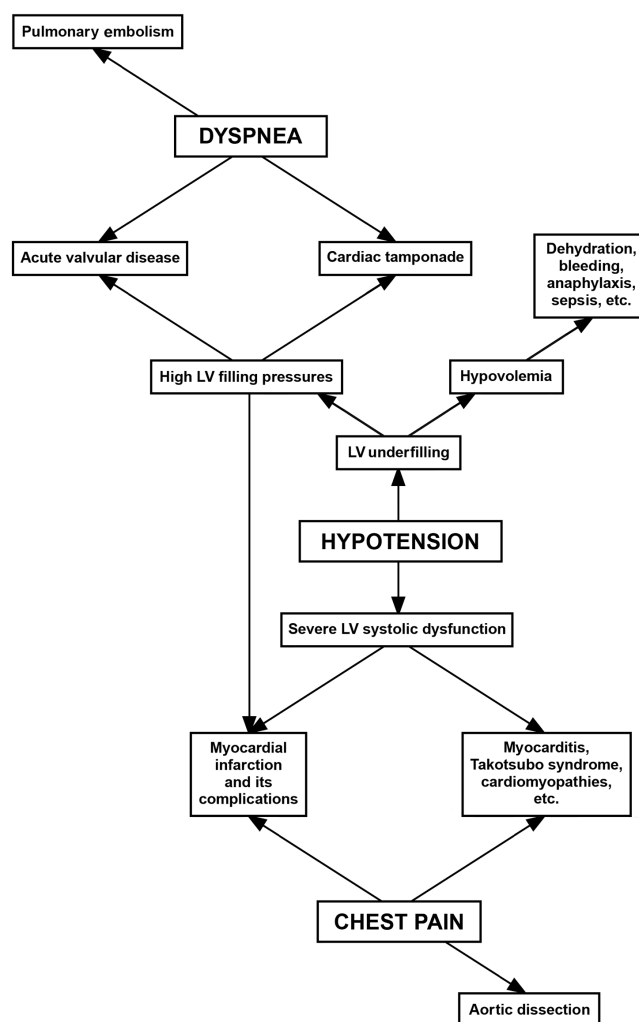 Pulmonary embolism
DYSPNEA
Acute valvular disease
Cardiac tamponade
Dehydration,
bleeding,
anaphylaxis,
sepsis, etc.
High LV filling pressures
Hypovolemia
LV underfilling
HYPOTENSION
Severe LV systolic dysfunction
Myocardial
infarction
and its
complications
Myocarditis,
Takotsubo syndrome,
cardiomyopathies,
etc.
CHEST PAIN
Aortic dissection